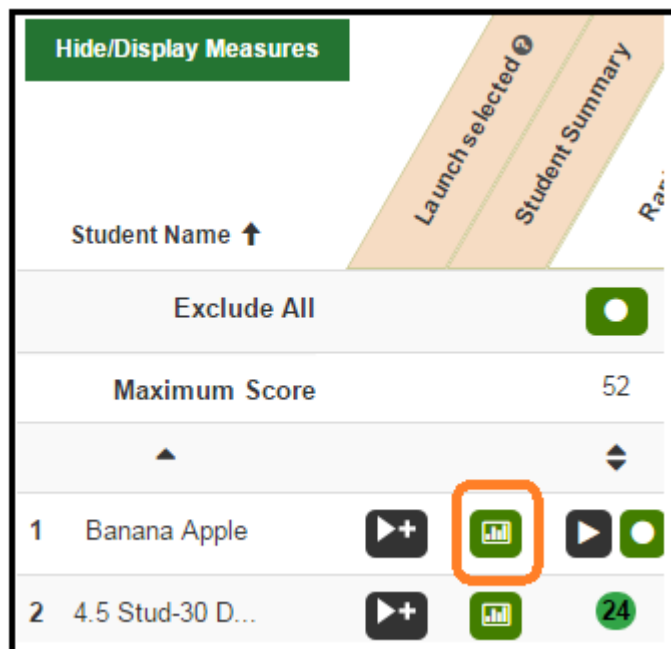 Hide/Display Measures
Launch selected ?
Student Summary
Student Name
Exclude All
Maximum Score 52
1 Banana Apple
2 4.5 Stud-30 D... 24